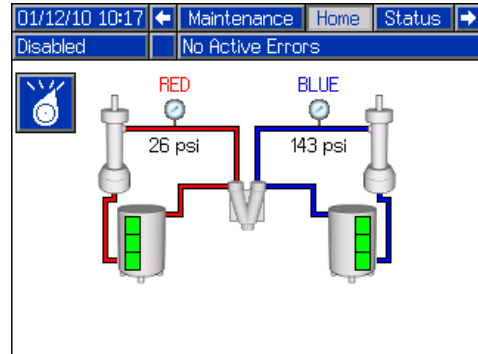 01/12/10 10:17 Maintenance Home Status
Disabled No Active Errors
RED BLUE
26 psi 143 psi